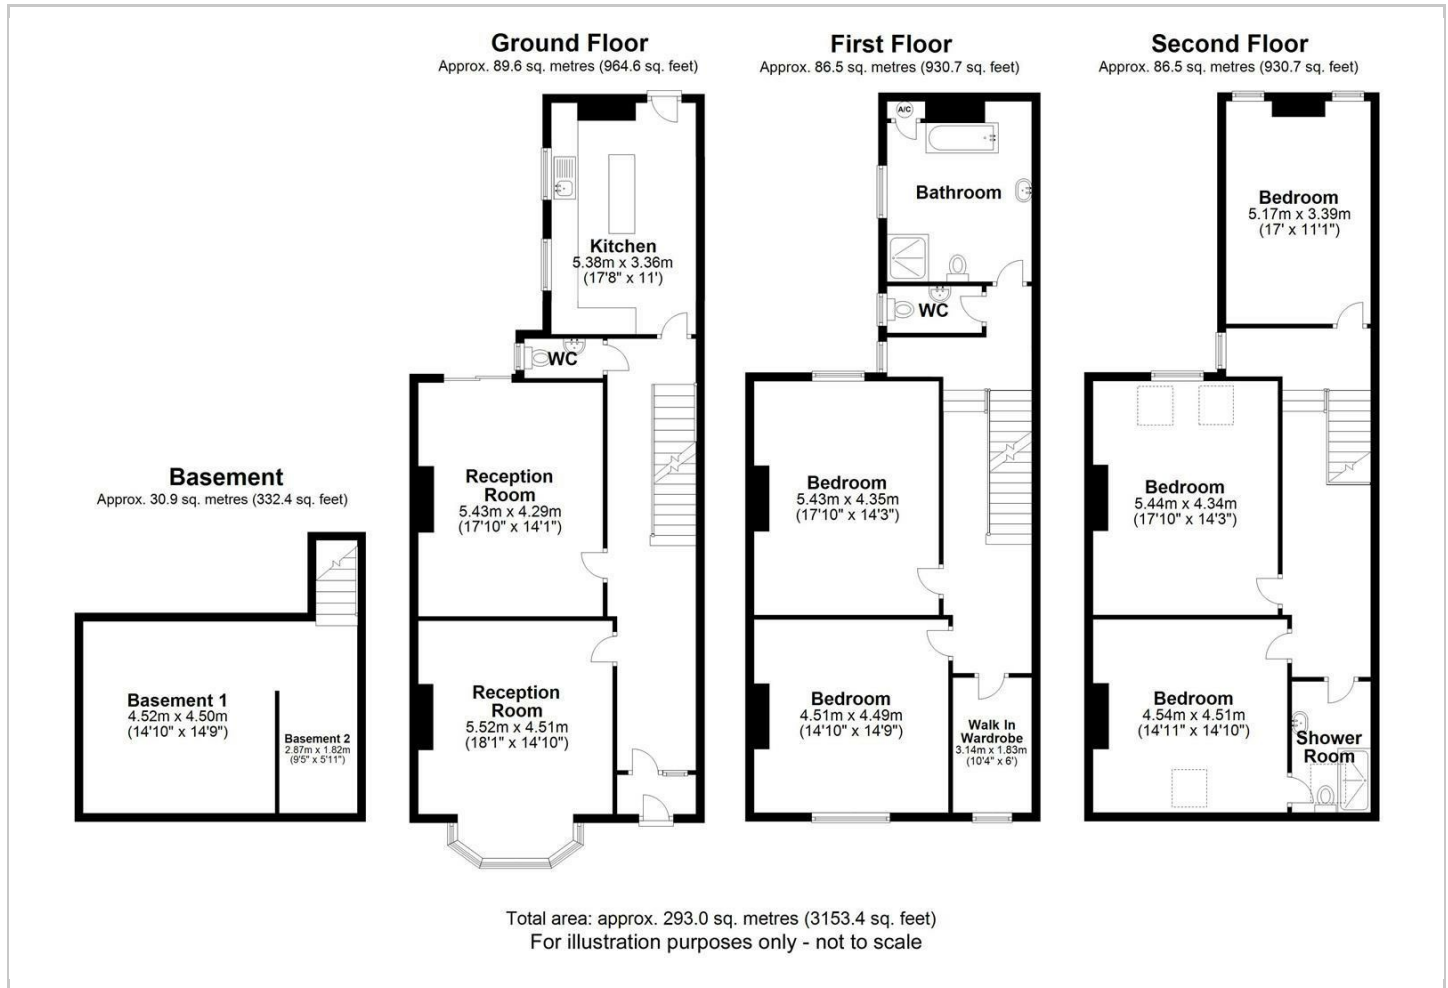 Ground Floor
Approx. 89.6 sq. metres (964.6 sq. feet)
Kitchen
5.38m x 3.36m
(17'8" x 11')
WC
Reception
Room
5.43m x 4.29m
(17'10" x 14'1")
Reception
Room
5.52m x 4.51m
(18'1" x 14'10")
First Floor
Approx. 86.5 sq. metres (930.7 sq. feet)
A/C
Bathroom
WC
Bedroom
5.43m x 4.35m
(17'10" x 14'3")
Bedroom
4.51m x 4.49m
(14'10" x 14'9")
Walk In
Wardrobe
3.14m x 1.83m
(10'4" x 6')
Second Floor
Approx. 86.5 sq. metres (930.7 sq. feet)
Bedroom
5.17m x 3.39m
(17' x 11'1")
Bedroom
5.44m x 4.34m
(17'10" x 14'3")
Bedroom
4.54m x 4.51m
(14'11" x 14'10")
Shower
Room
Basement
Approx. 30.9 sq. metres (332.4 sq. feet)
Basement 1
4.52m x 4.50m
(14'10" x 14'9")
Basement 2
2.87m x 1.82m
(9'5" x 5'11")
Total area: approx. 293.0 sq. metres (3153.4 sq. feet)
For illustration purposes only - not to scale